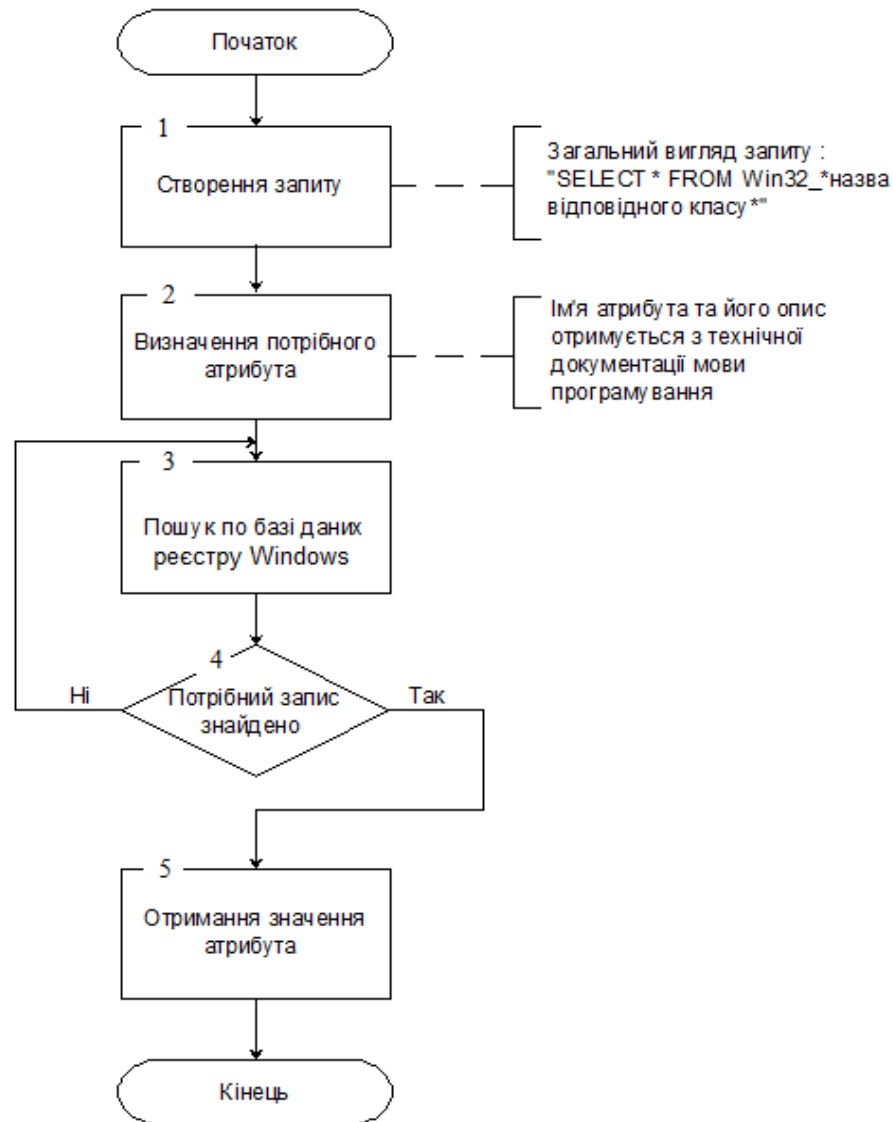 Початок
1
Створення запиту
Загальний вигляд запиту :
"SELECT * FROM Win32_*назва
відповідного класу*"
2
Визначення потрібного
атрибута
Ім'я атрибута та його опис
отримується з технічної
документації мови
програмування
3
Пошук по базі даних
реєстру Windows
4
Потрібний запис
знайдено
Ні
Так
5
Отримання значення
атрибута
Кінець